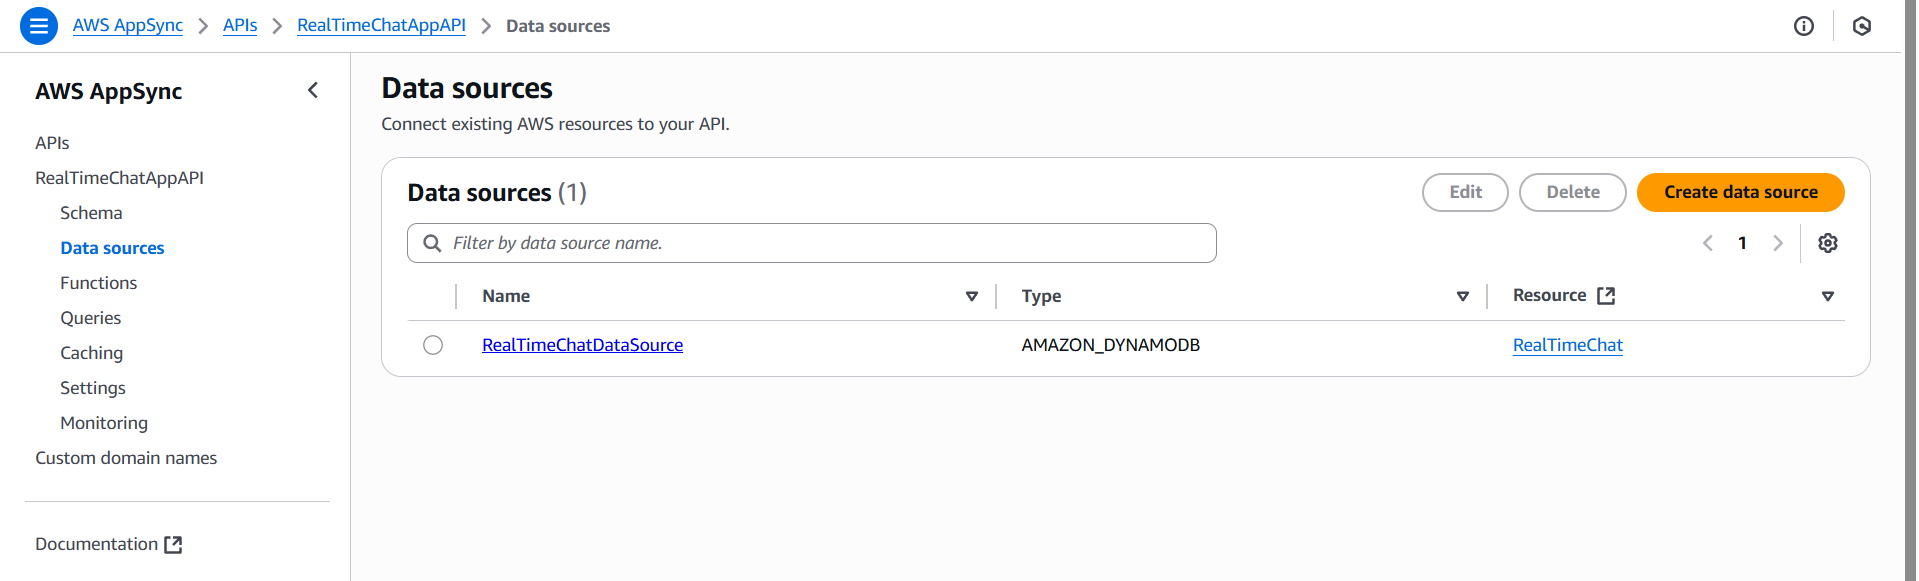 AWS AppSync > APIs > RealTimeChatAppAPI > Data sources
AWS AppSync
APIs
RealTimeChatAppAPI
Schema
Data sources
Functions
Queries
Caching
Settings
Monitoring
Custom domain names
Documentation
Data sources
Connect existing AWS resources to your API.
Data sources (1)
Edit Delete Create data source
Filter by data source name.
1
Name Type Resource
RealTimeChatDataSource AMAZON_DYNAMODB RealTimeChat